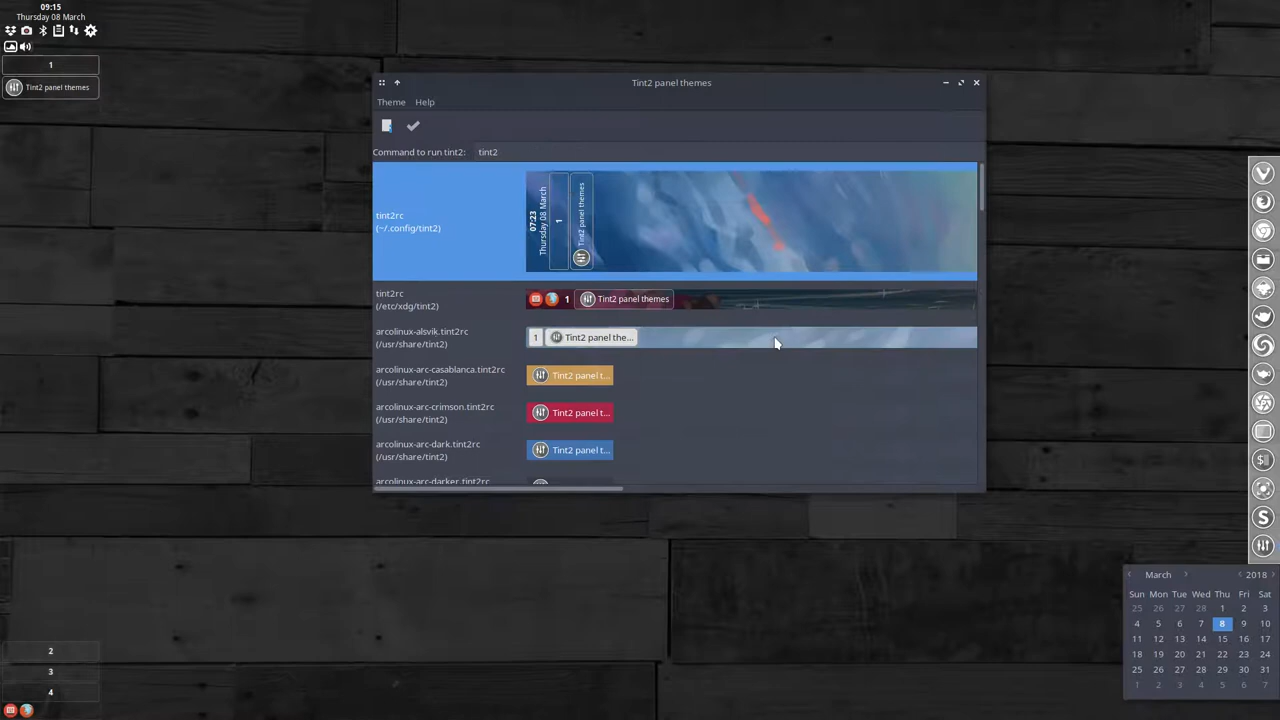 09:15
Thursday 08 March
1
Tint2 panel themes
Tint2 panel themes
Theme Help
Command to run tint2: tint2
tint2rc
(~/.config/tint2)
07:23
Thursday 08 March
1
Tint2 panel themes
tint2rc
(/etc/xdg/tint2)
1 Tint2 panel themes
arcolinux-alsvik.tint2rc
(/usr/share/tint2)
1 Tint2 panel the...
arcolinux-arc-casablanca.tint2rc
(/usr/share/tint2)
Tint2 panel t...
arcolinux-arc-crimson.tint2rc
(/usr/share/tint2)
Tint2 panel t...
arcolinux-arc-dark.tint2rc
(/usr/share/tint2)
Tint2 panel t...
arcolinux-arc-darker.tint2rc
March 2018
Sun Mon Tue Wed Thu Fri Sat
25 26 27 28 1 2 3
4 5 6 7 8 9 10
11 12 13 14 15 16 17
18 19 20 21 22 23 24
25 26 27 28 29 30 31
1 2 3 4 5 6 7
2
3
4